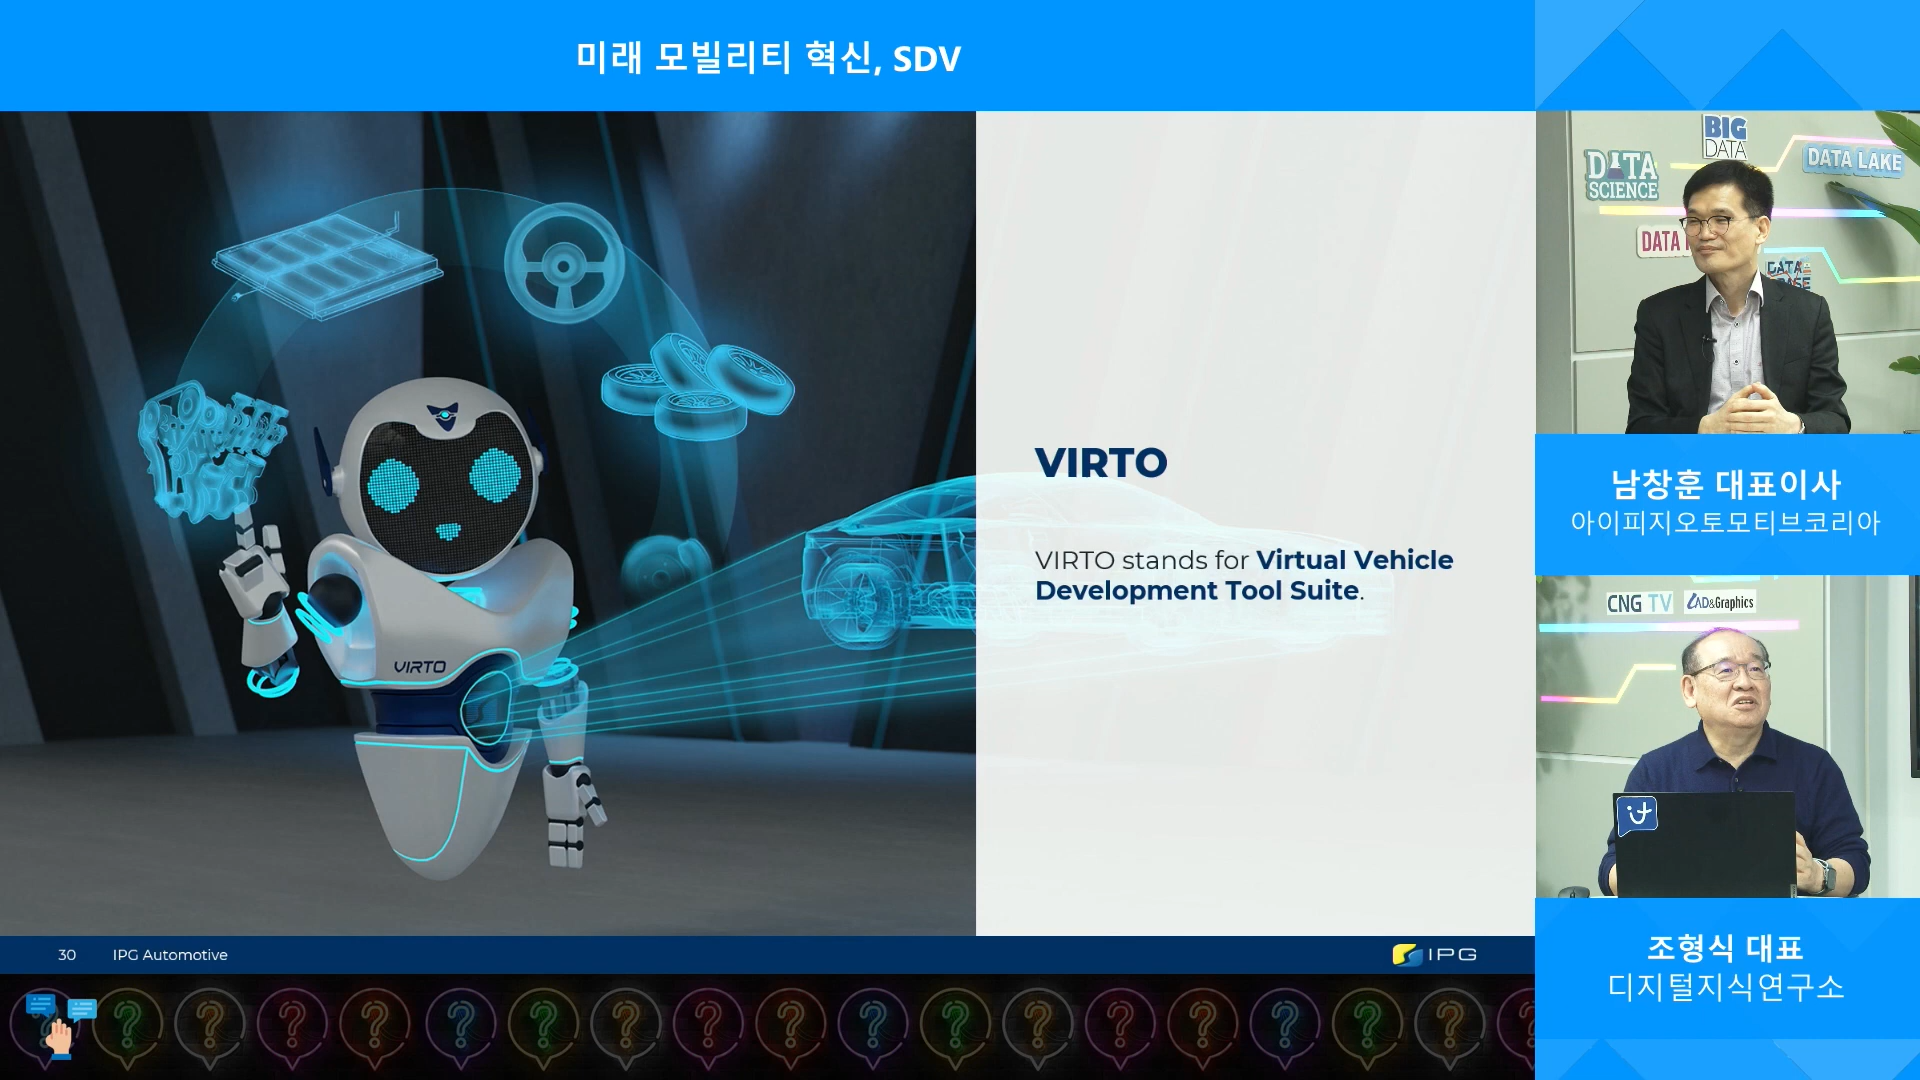 미래 모빌리티 혁신, SDV
BIG
DATA
DATA
SCIENCE
DATA LAKE
DATA
VIRTO
VIRTO stands for Virtual Vehicle
Development Tool Suite.
VIRTO
남창훈 대표이사
아이피지오토모티브코리아
CNG TV
CAD&Graphics
조형식 대표
디지털지식연구소
30
IPG Automotive
IPG